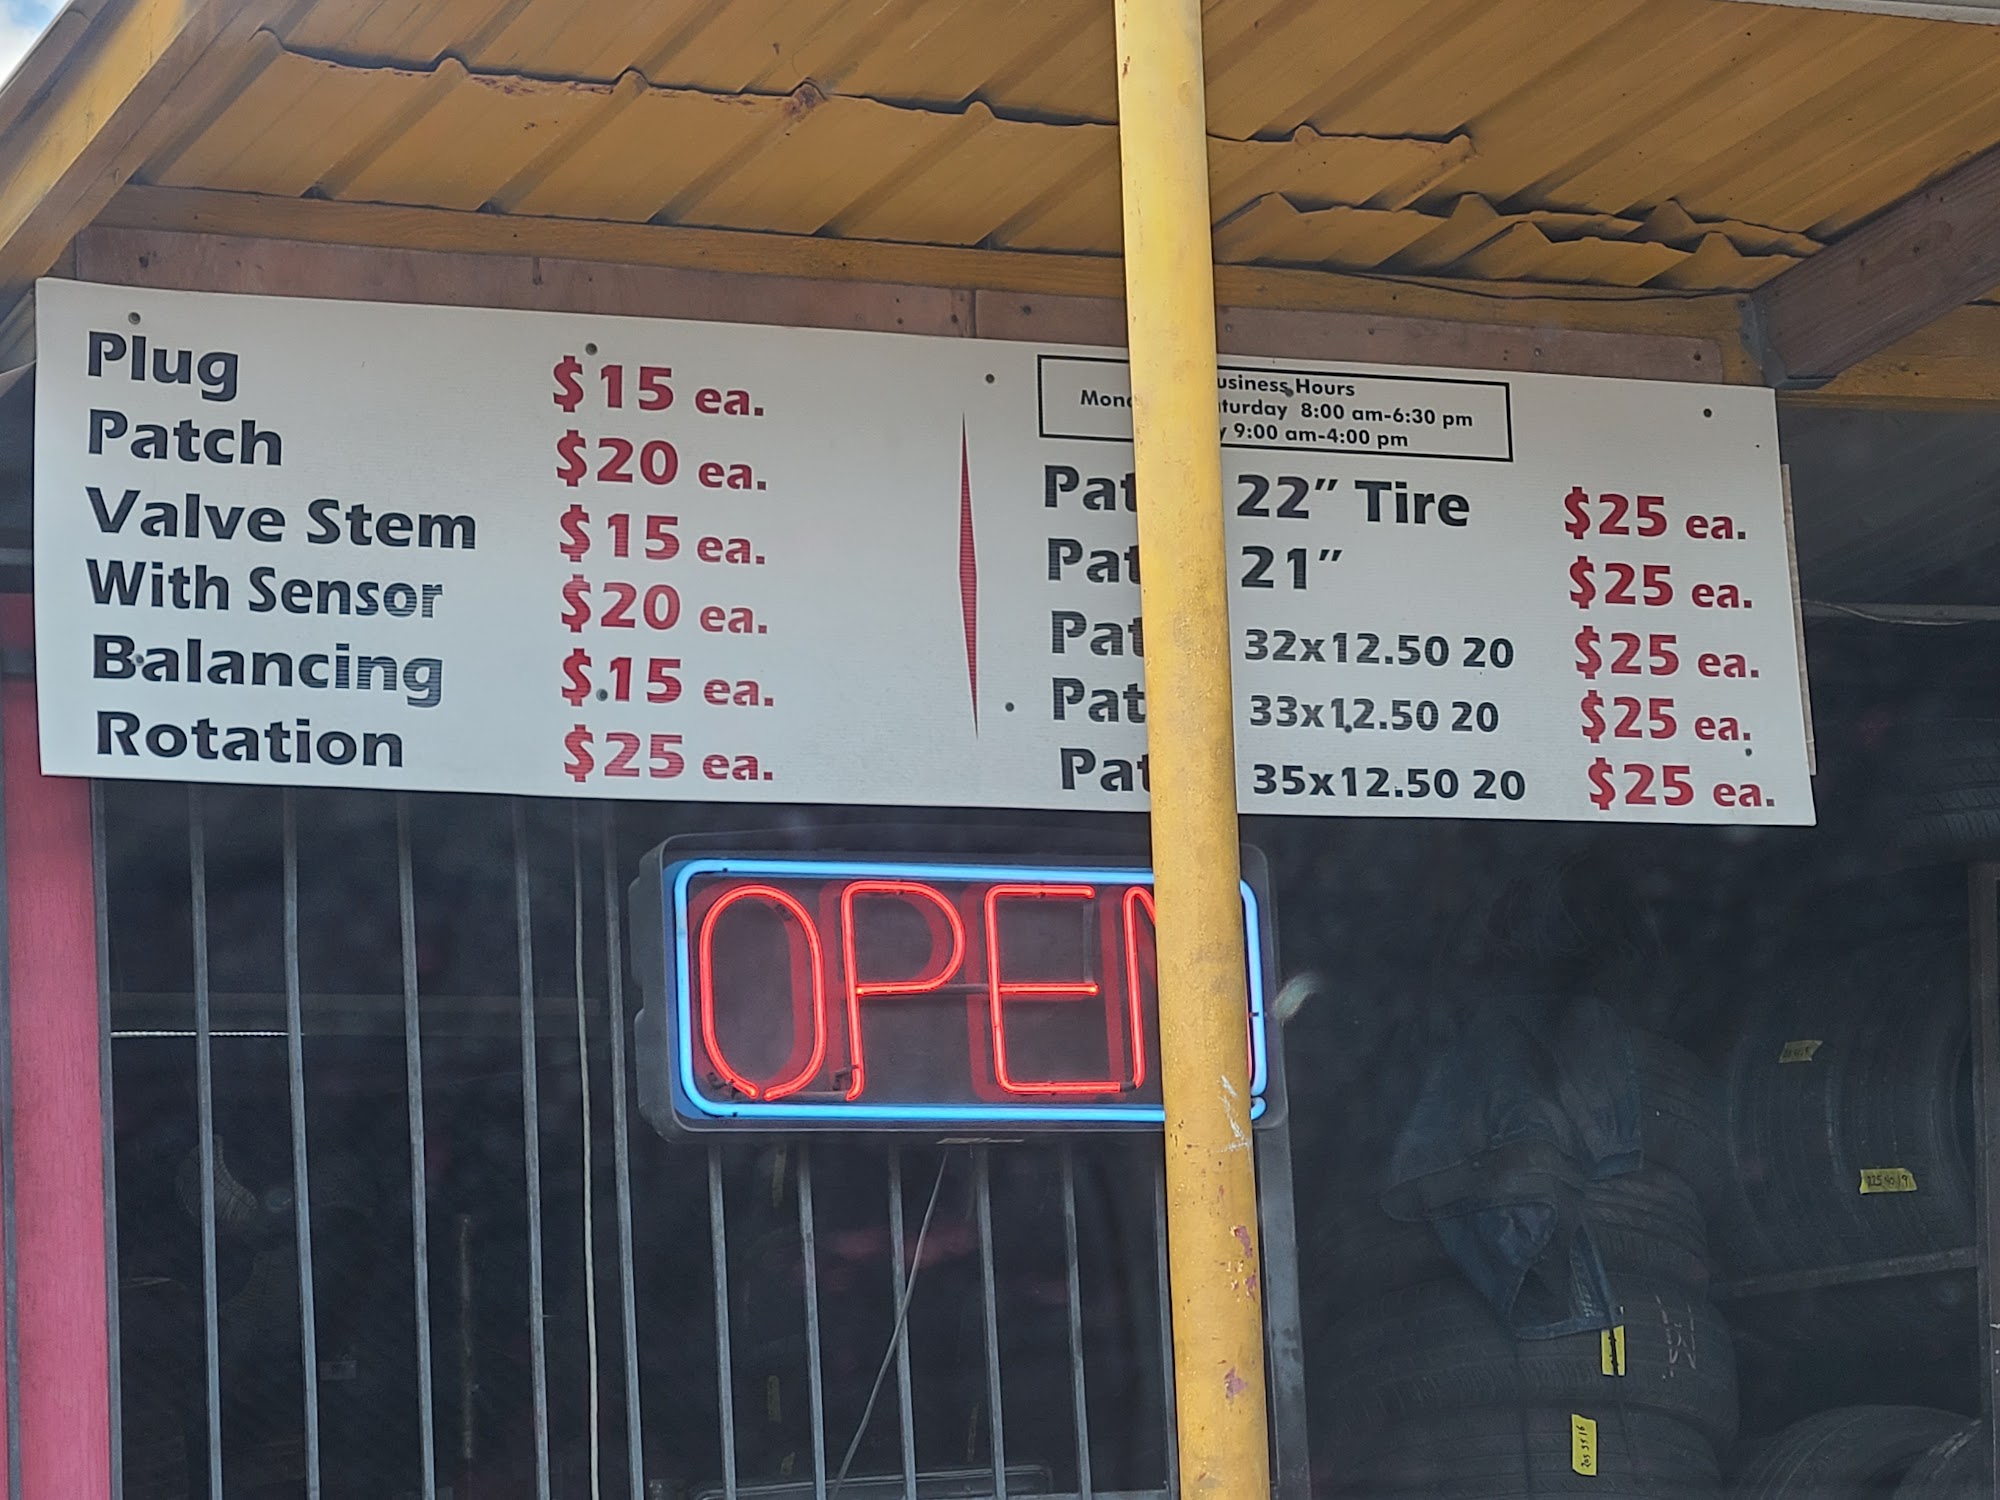 Plug $15 ea.
Patch $20 ea.
Valve Stem $15 ea.
With Sensor $20 ea.
Balancing $15 ea.
Rotation $25 ea.
usiness Hours
Mon turday 8:00 am-6:30 pm
y 9:00 am-4:00 pm
Pat 22" Tire $25 ea.
Pat 21" $25 ea.
Pat 32x12.50 20 $25 ea.
Pat 33x12.50 20 $25 ea.
Pat 35x12.50 20 $25 ea.
OPEN